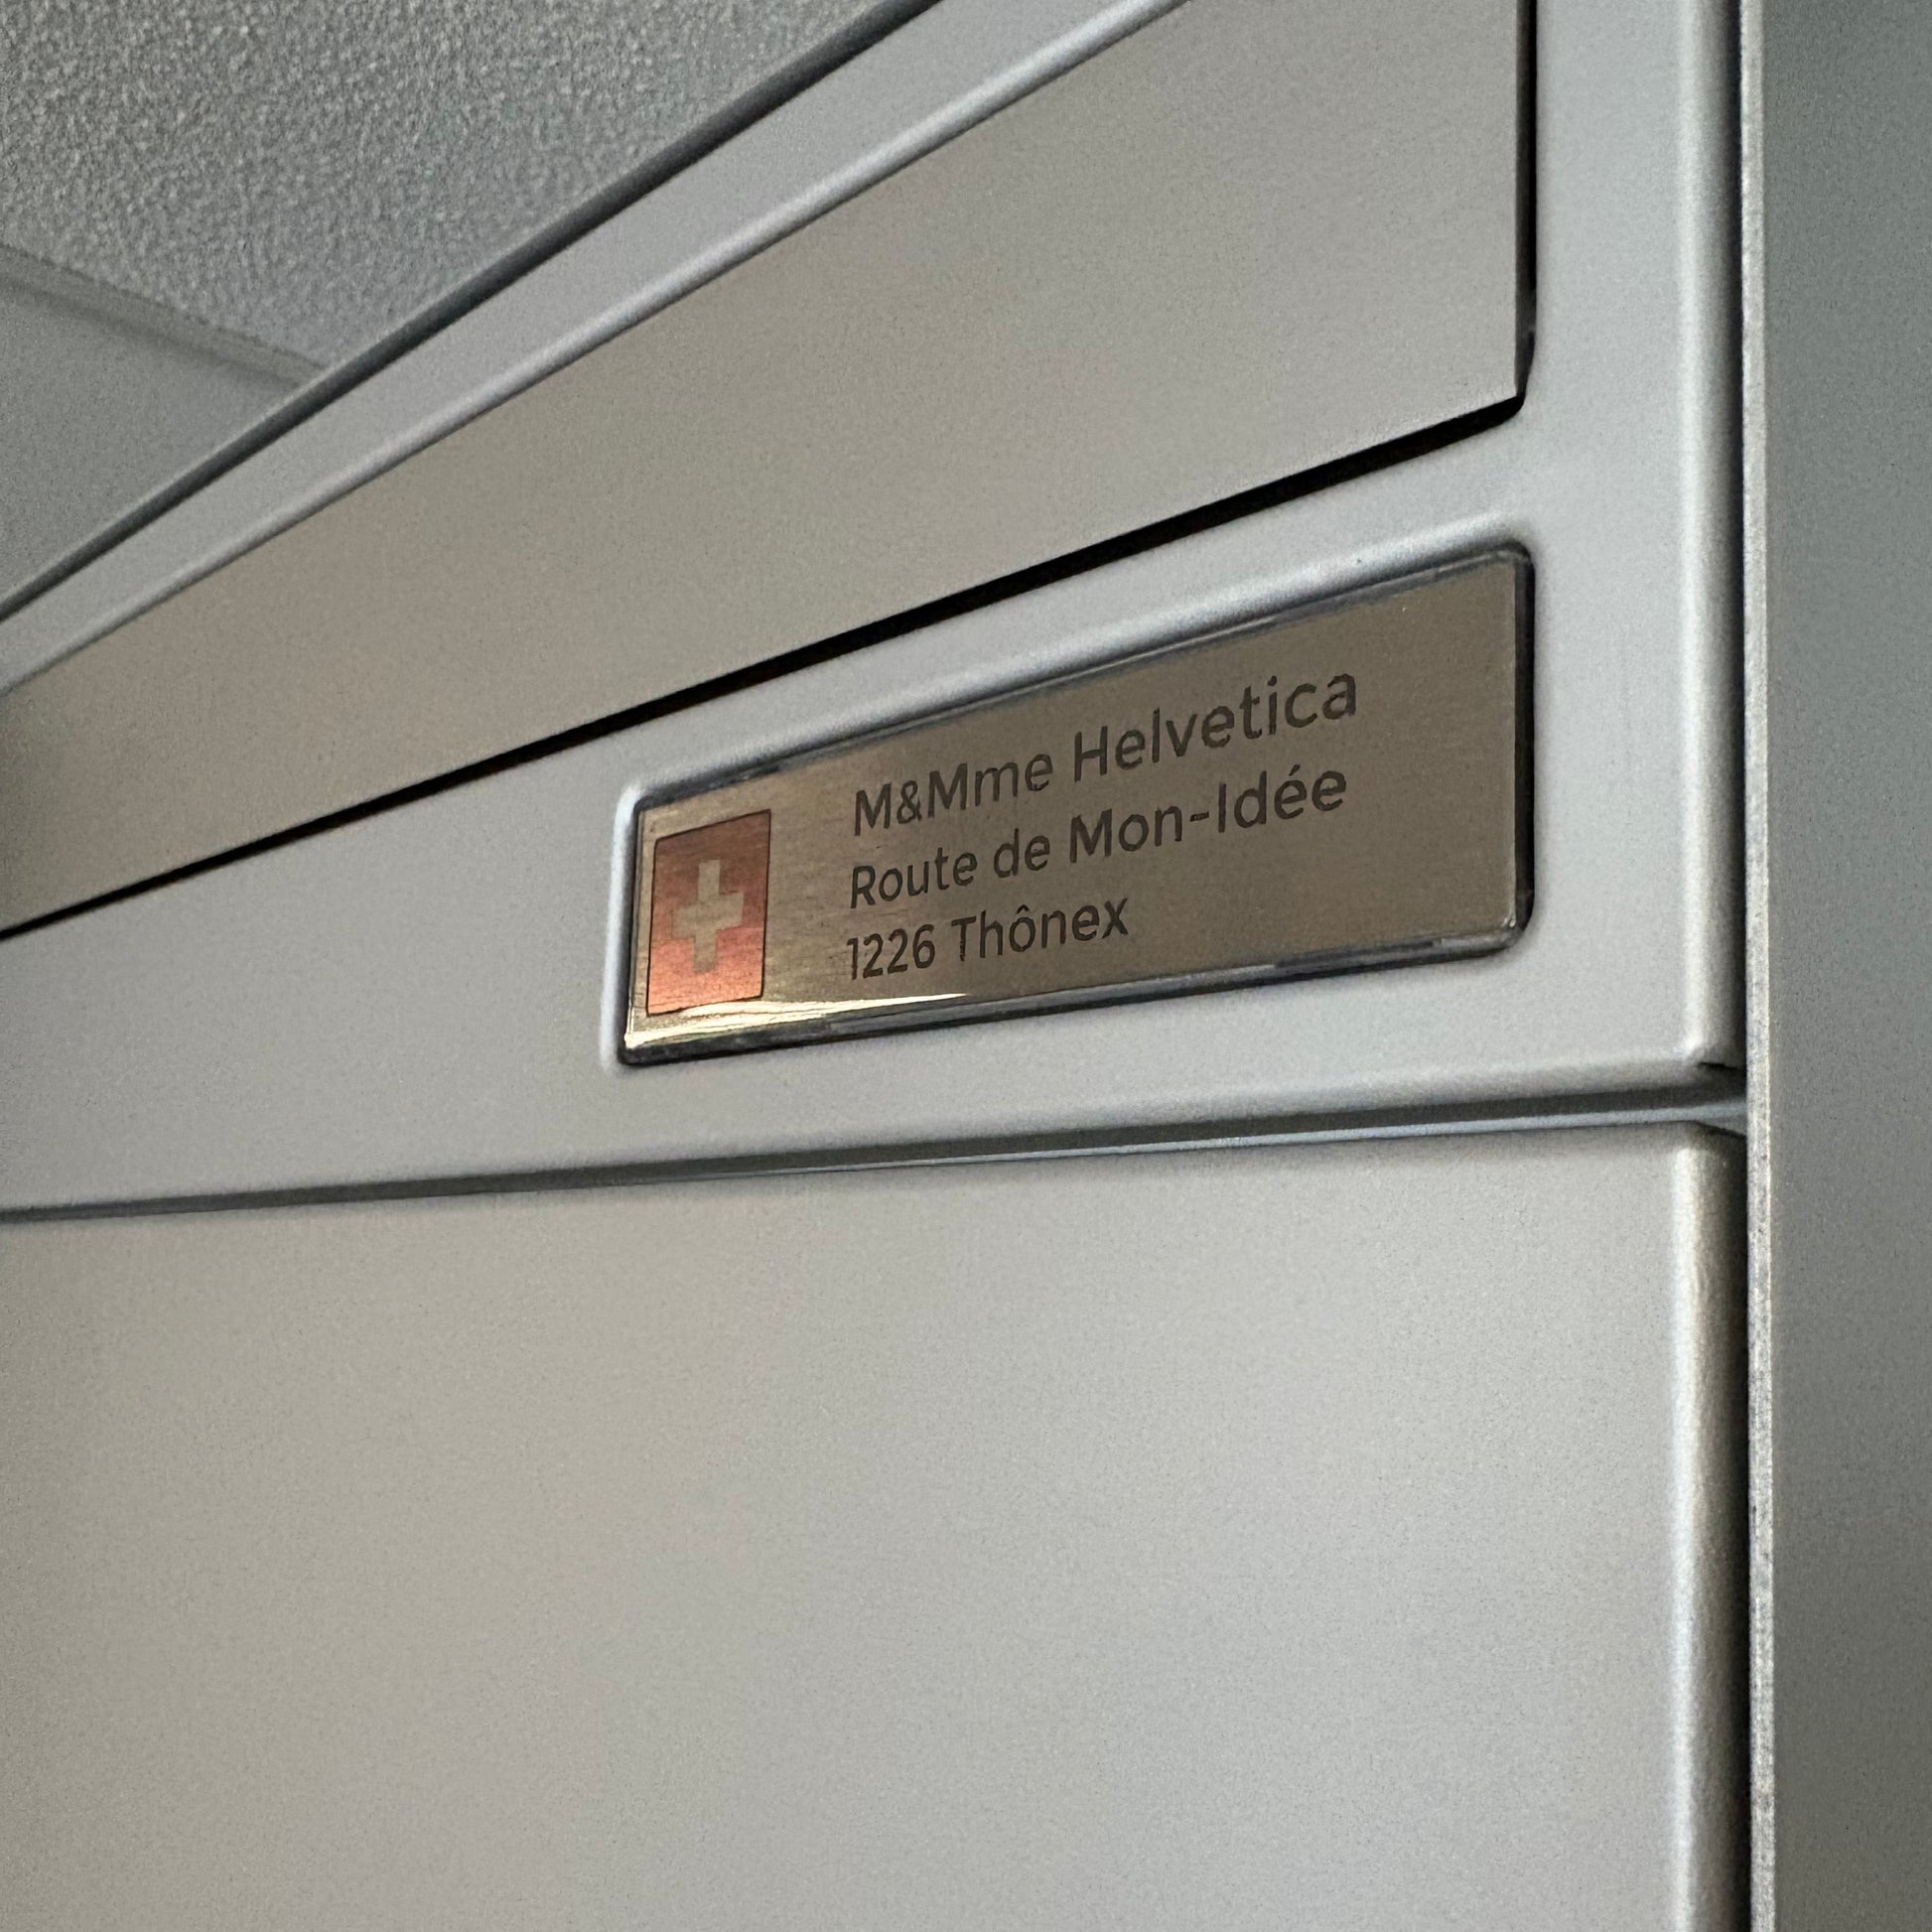 M&Mme Helvetica
Route de Mon-Idée
1226 Thônex